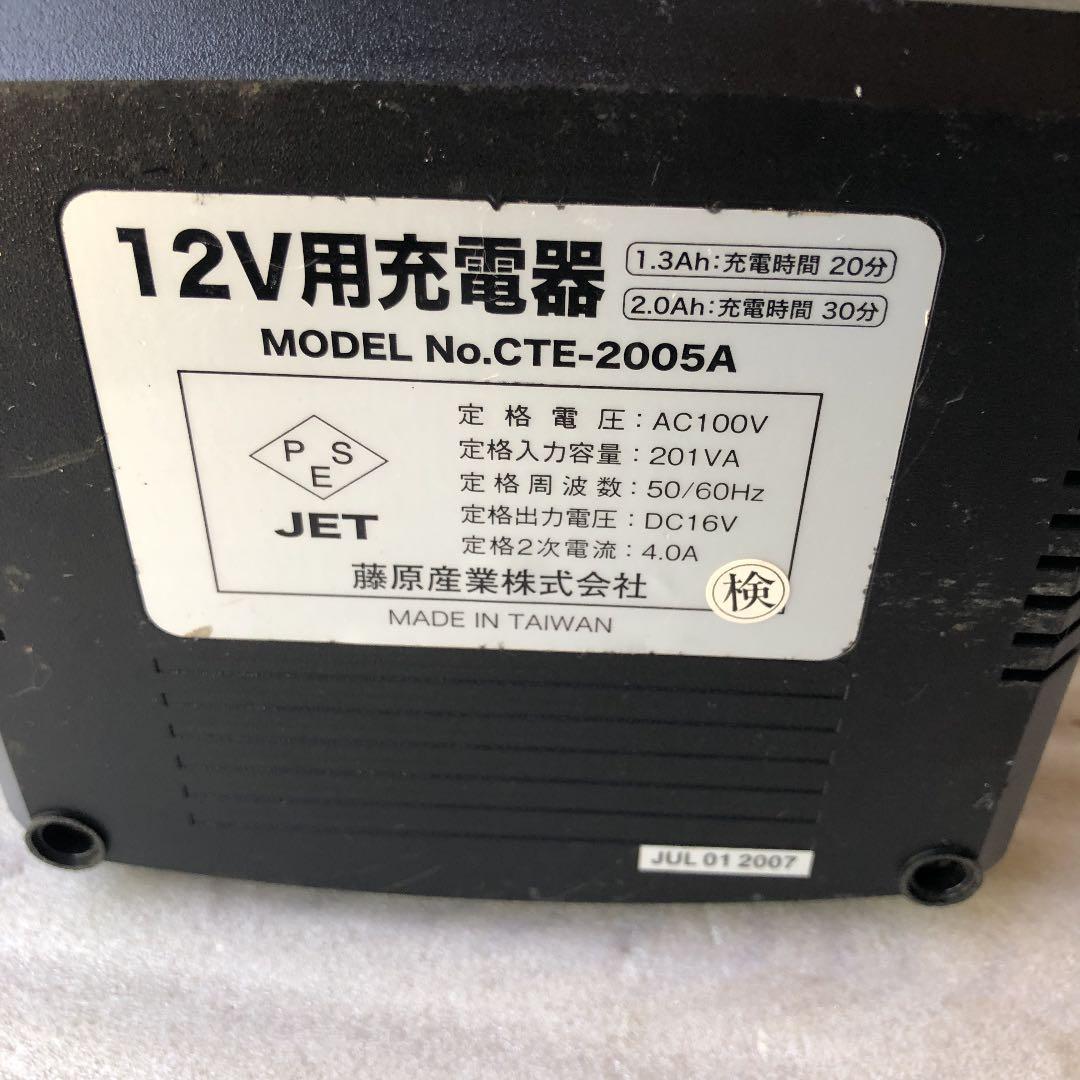 12V用充電器
1.3Ah:充電時間 20分
2.0Ah:充電時間 30分
MODEL No.CTE-2005A
PSE
JET
定格電圧:AC100V
定格入力容量:201VA
定格周波数:50/60Hz
定格出力電圧:DC16V
定格2次電流:4.0A
藤原産業株式会社
検
MADE IN TAIWAN
JUL 01 2007